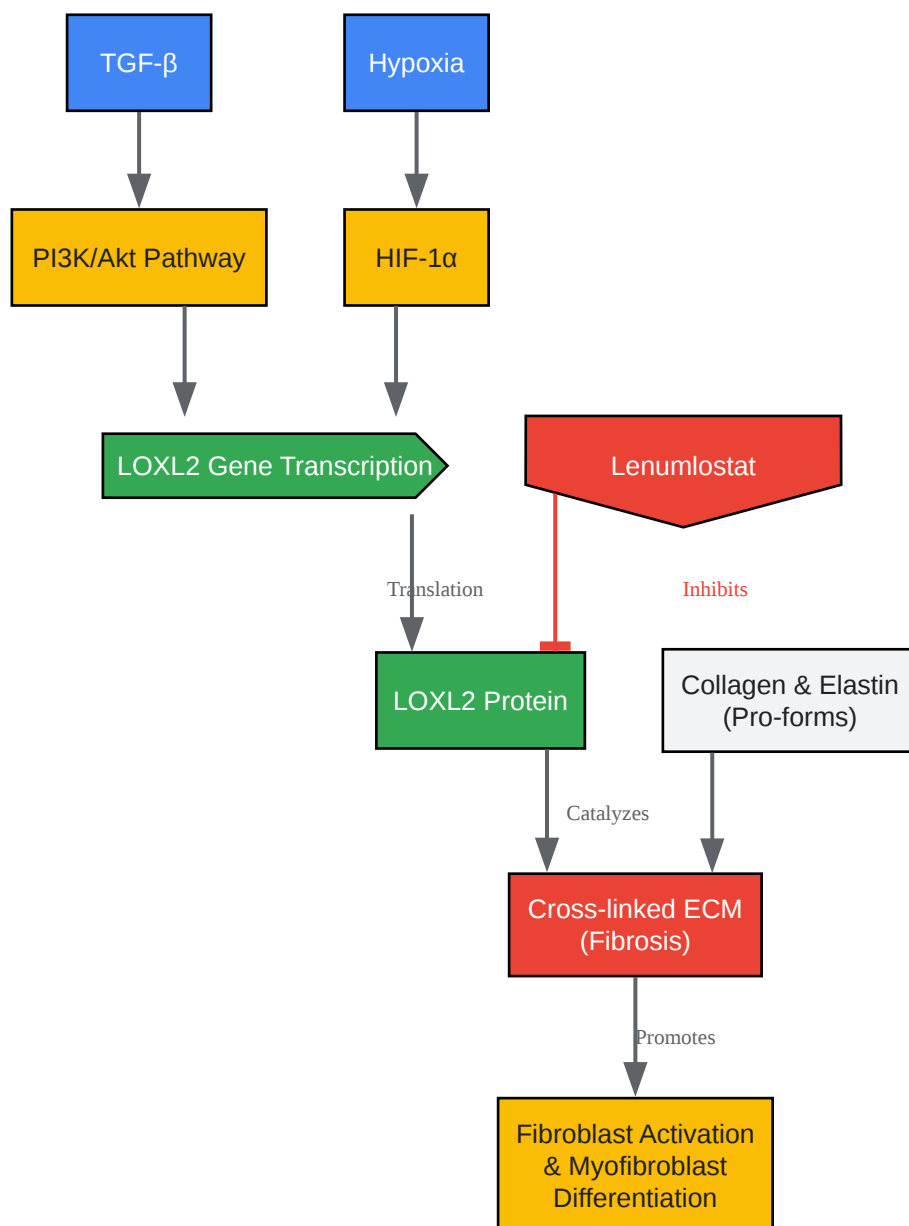 TGF-β
Hypoxia
PI3K/Akt Pathway
HIF-1α
LOXL2 Gene Transcription
Lenumlostat
Translation
Inhibits
LOXL2 Protein
Collagen & Elastin
(Pro-forms)
Catalyzes
Cross-linked ECM
(Fibrosis)
Promotes
Fibroblast Activation
& Myofibroblast
Differentiation